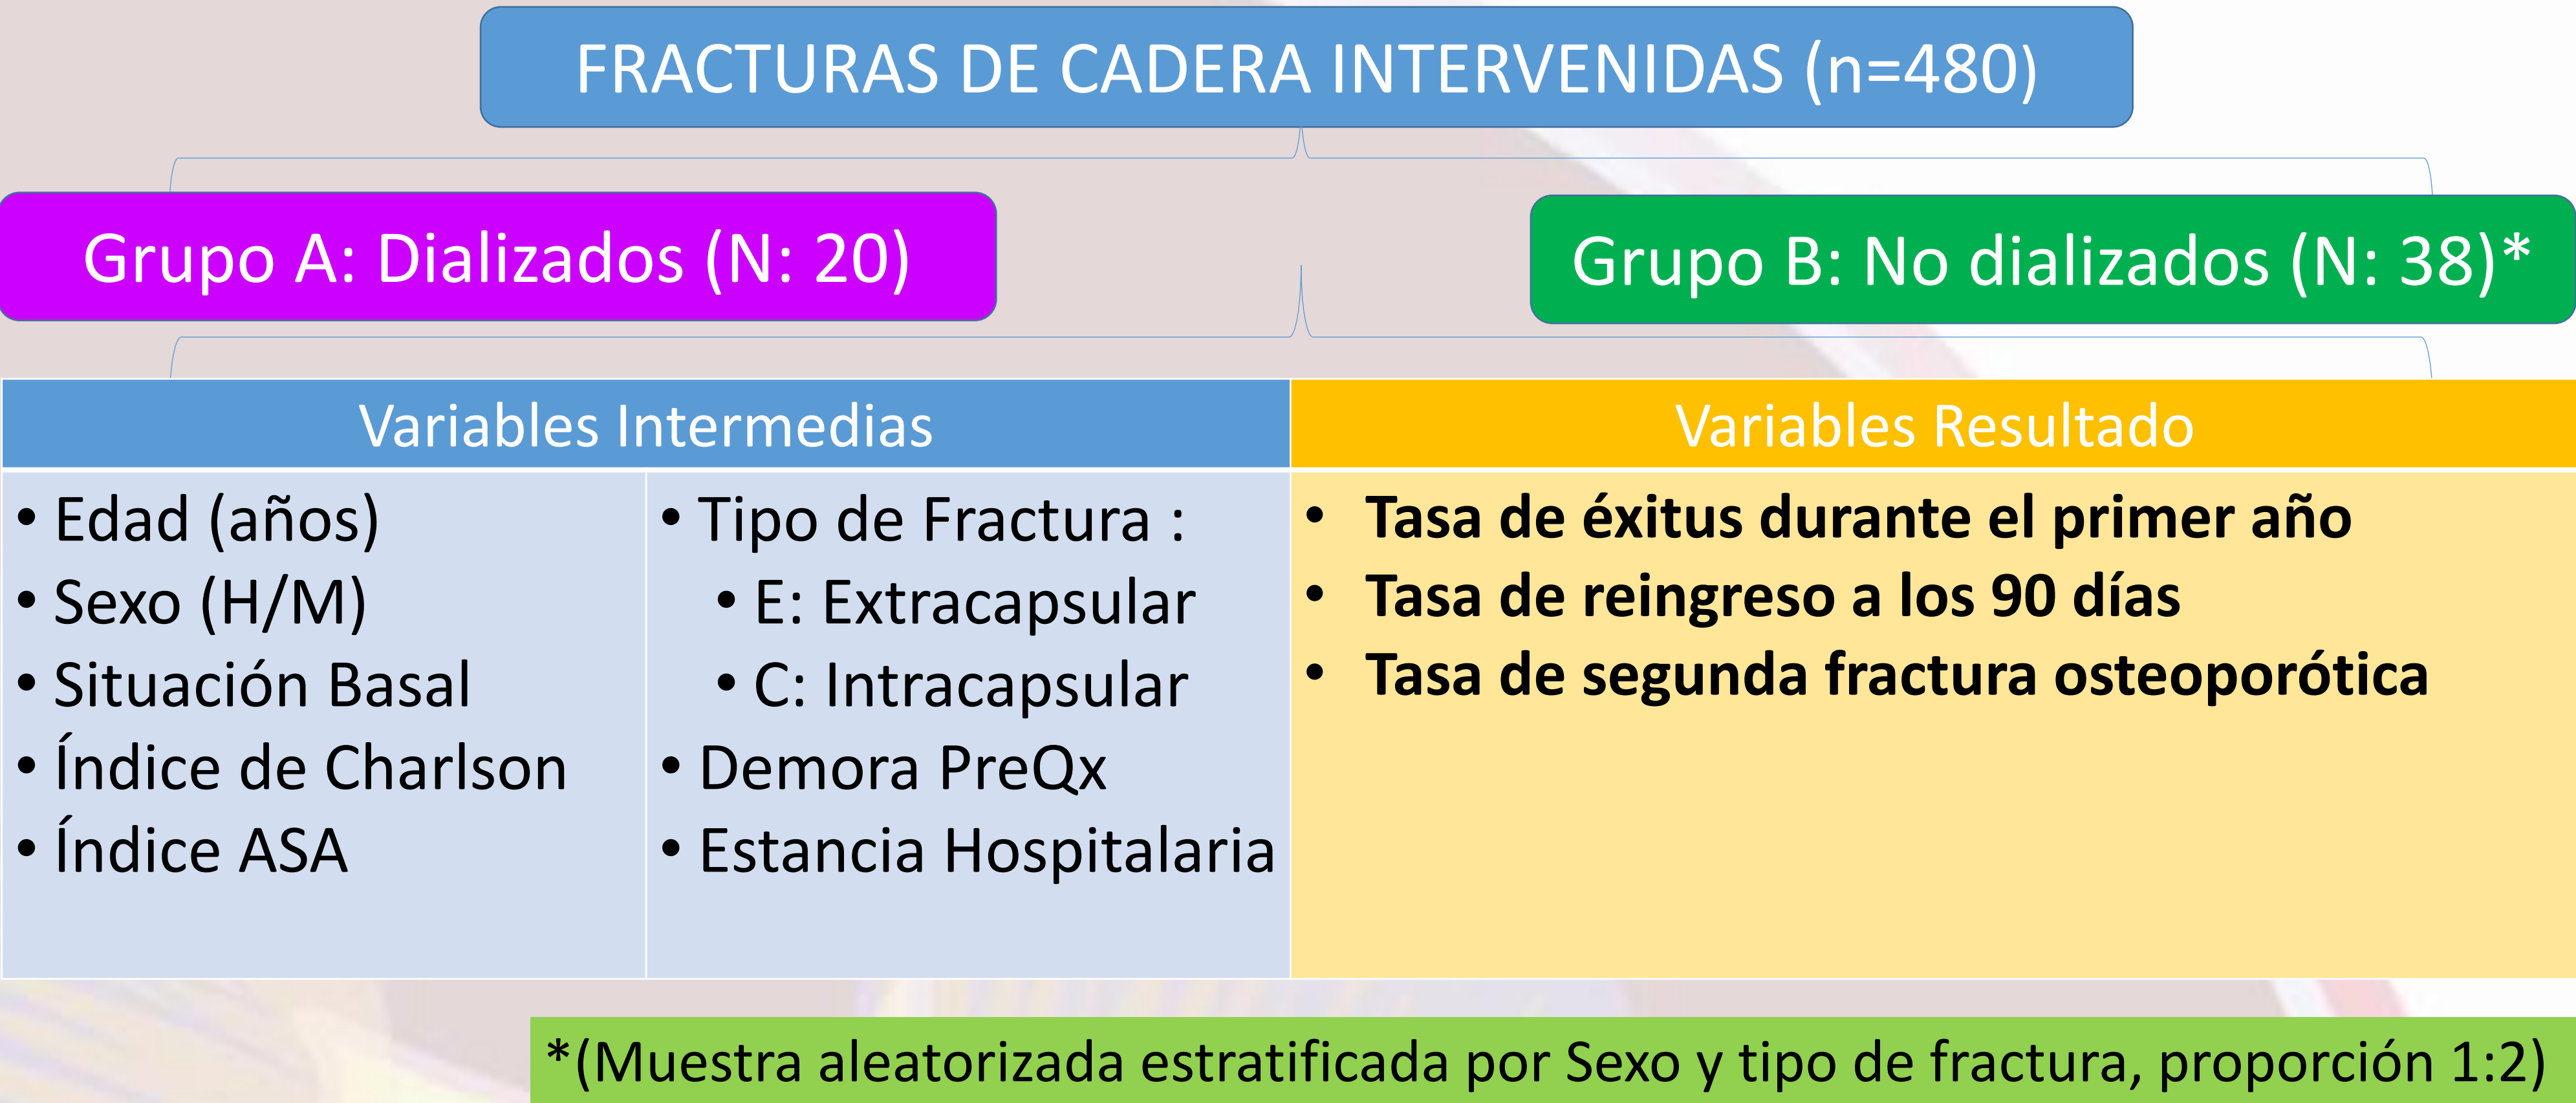 FRACTURAS DE CADERA INTERVENIDAS (n=480)
Grupo A: Dializados (N: 20)
Grupo B: No dializados (N: 38)*
Variables Intermedias
Variables Resultado
• Edad (años)
• Sexo (H/M)
• Situación Basal
• Índice de Charlson
• Índice ASA
• Tipo de Fractura :
• E: Extracapsular
• C: Intracapsular
• Demora PreQx
• Estancia Hospitalaria
• Tasa de éxitus durante el primer año
• Tasa de reingreso a los 90 días
• Tasa de segunda fractura osteoporótica
*(Muestra aleatorizada estratificada por Sexo y tipo de fractura, proporción 1:2)